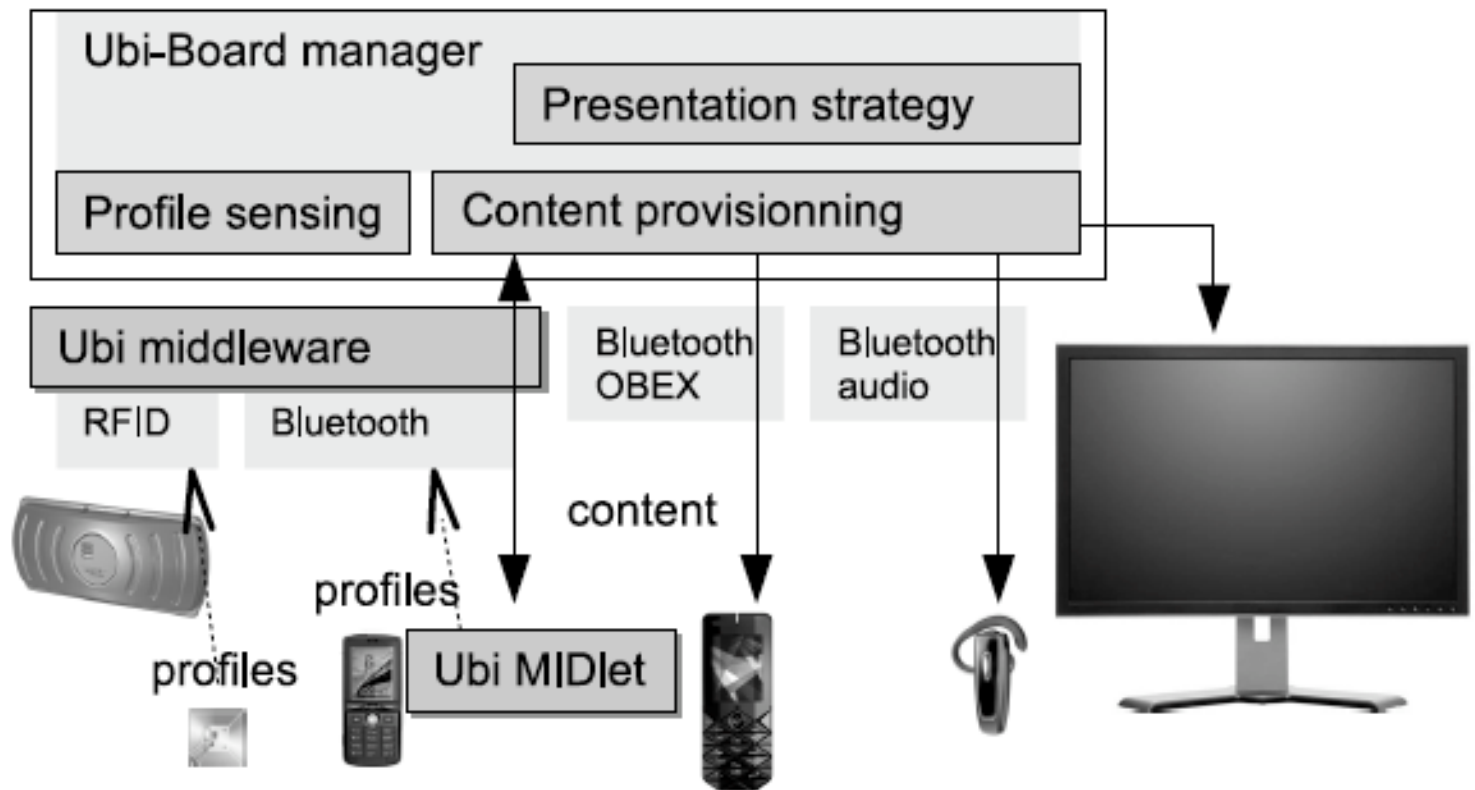 Ubi-Board manager
Presentation strategy
Profile sensing
Content provisionning
Ubi middleware
Bluetooth
OBEX
Bluetooth
audio
RFID
Bluetooth
content
profiles
profiles
Ubi MIDlet